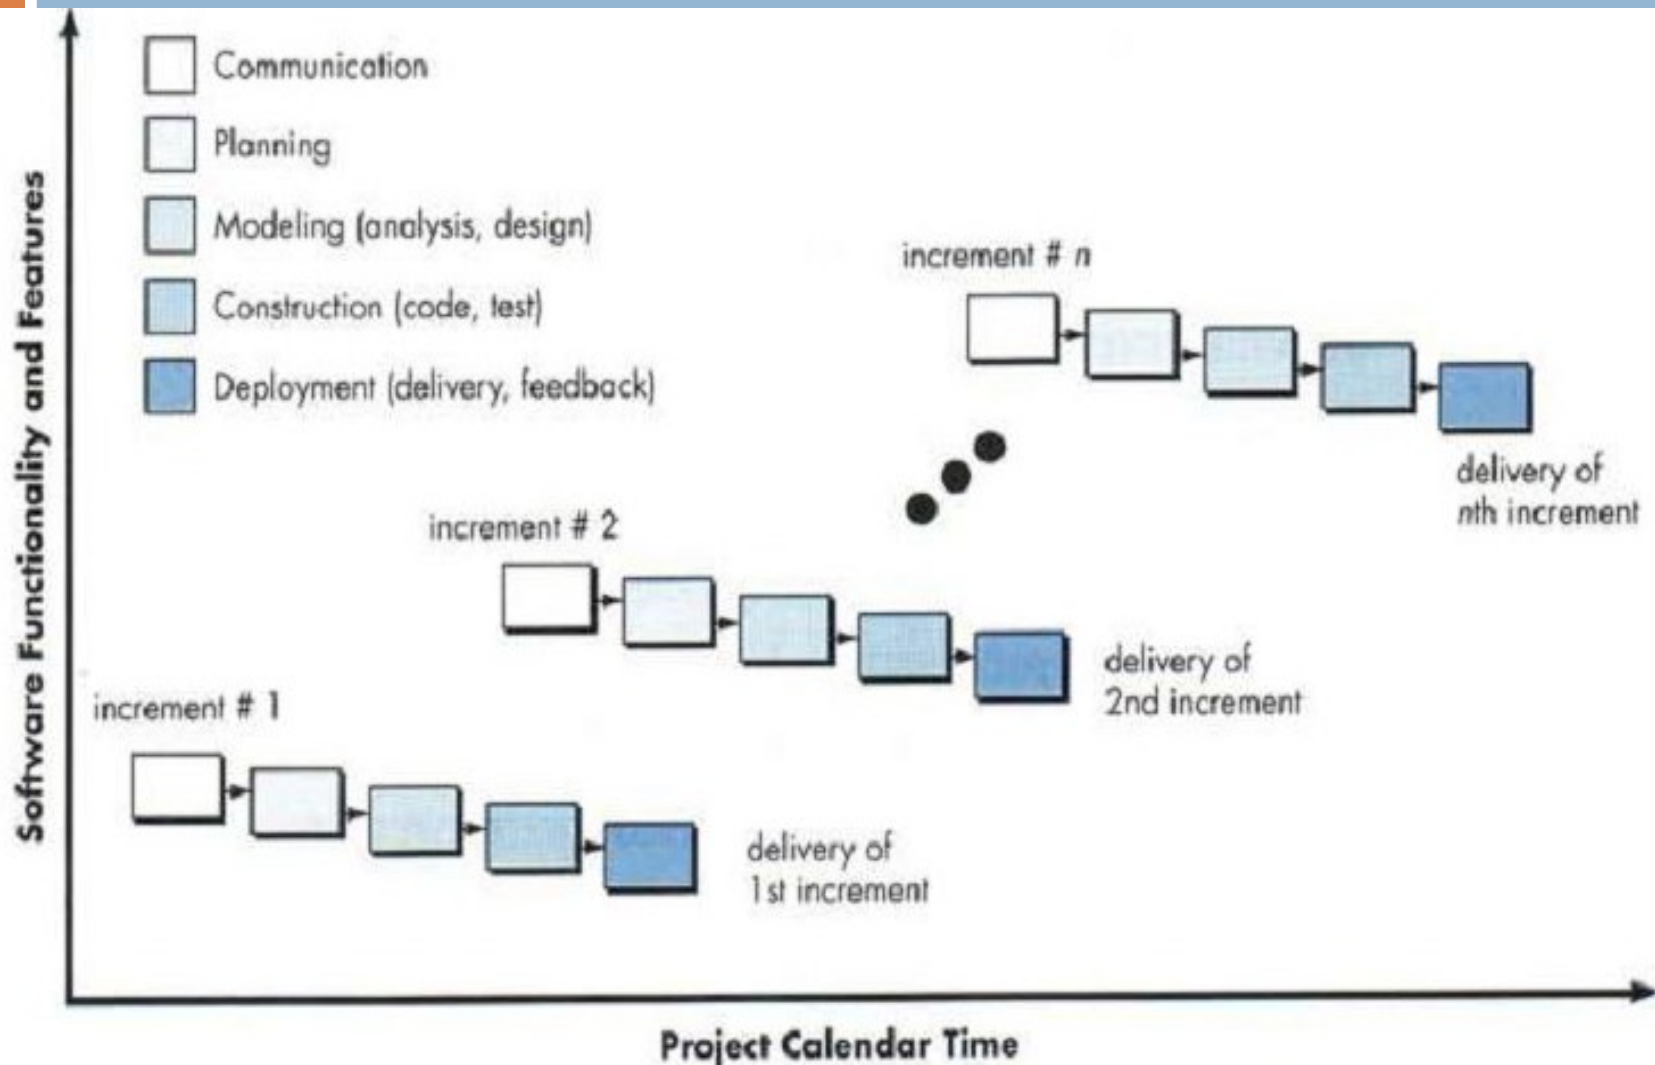 Communication
Planning
Modeling (analysis, design)
Construction (code, test)
Deployment (delivery, feedback)
increment # n
delivery of
nth increment
increment # 2
delivery of
2nd increment
increment # 1
delivery of
1st increment
Software Functionality and Features
Project Calendar Time